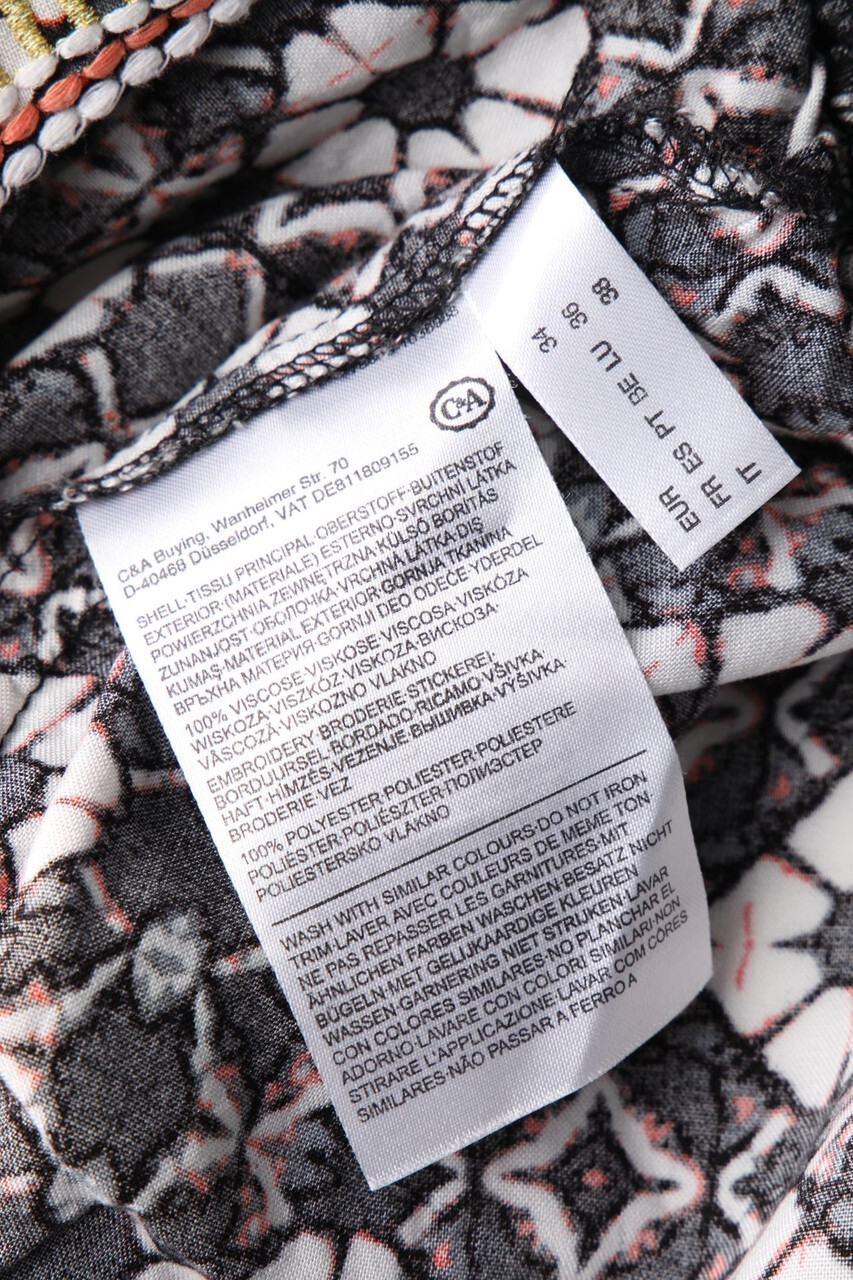 C&A
C&A Buying, Wanheimer Str. 70
D-40468 Düsseldorf, VAT DE811809155
SHELL·TISSU PRINCIPAL·OBERSTOFF·BUITENSTOF
EXTERIOR·(MATERIALE) ESTERNO·SVRCHNÍ LÁTKA
POWIERZCHNIA ZEWNĘTRZNA·KÜLSŐ BORITÁS
ZUNANJOST·ОБОЛОЧКА·VRCHNÁ LÁTKA·DIŞ
KUMAŞ·MATERIAL EXTERIOR·GORNJA TKANINA
ВРЪХНА МАТЕРИЯ·GORNJI DEO ODEĆE YDERDEL
100% VISCOSE·VISKOSE·VISCOSA·VISKÓZA
WISKOZA·VISZKÓZ·VISKOZA·ВИСКОЗА·
VÂSCOZĂ·VISKOZNO VLAKNO
EMBROIDERY·BRODERIE·STICKEREI·
BORDUURSEL·BORDADO·RICAMO·VÝŠIVKA·
HAFT·HÍMZÉS·VEZENJE·ВЫШИВКА·VÝŠIVKA·
BRODERIE VEZ
100% POLYESTER·POLIESTER·POLIESTERE
POLIESTER·POLIÉSZTER·ПОЛИЭСТЕР
POLIESTERSKO VLAKNO
WASH WITH SIMILAR COLOURS·DO NOT IRON
TRIM·LAVER AVEC COULEURS DE MEME TON
NE PAS REPASSER LES GARNITURES·MIT
ÄHNLICHEN FARBEN WASCHEN·BESATZ NICHT
BÜGELN·MET GELIJKAARDIGE KLEUREN
WASSEN·GARNERING NIET STRIJKEN·LAVAR
CON COLORES SIMILARES·NO PLANCHAR EL
ADORNO·LAVARE CON COLORI SIMILARI·NON
STIRARE L'APPLICAZIONE·LAVAR COM CÔRES
SIMILARES·NÃO PASSAR A FERRO A
EUR 34
FR ES PT BE LU 36
IT 38